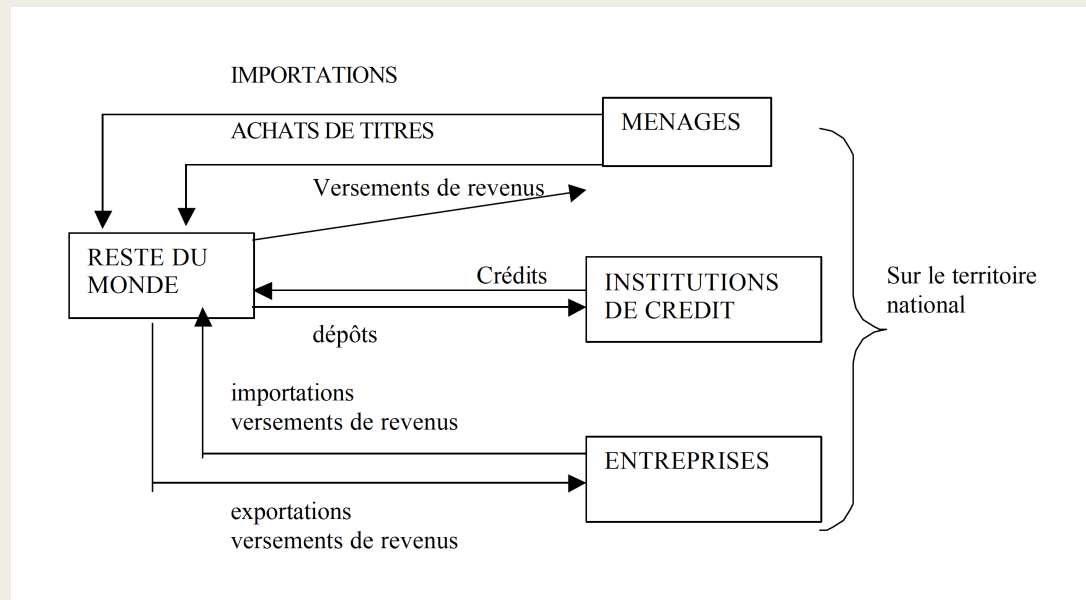 IMPORTATIONS
MENAGES
ACHATS DE TITRES
Versements de revenus
RESTE DU
MONDE
Crédits
INSTITUTIONS
DE CREDIT
Sur le territoire
national
dépôts
importations
versements de revenus
ENTREPRISES
exportations
versements de revenus